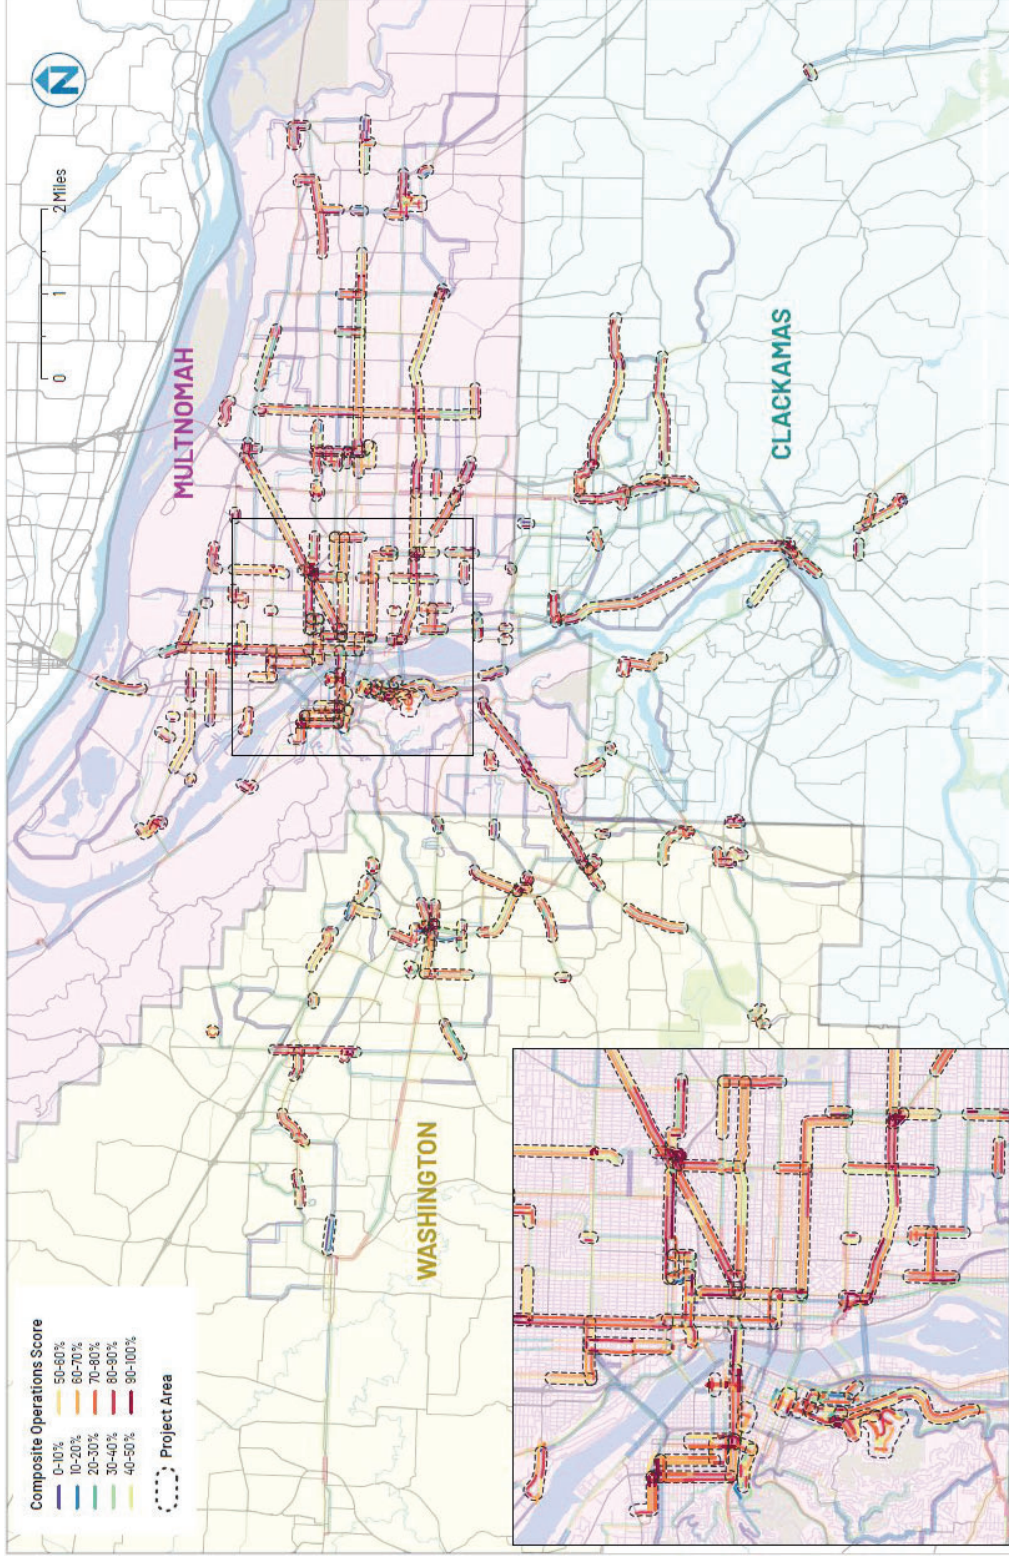 Composite Operations Score
0-10%
10-20%
20-30%
30-40%
40-50%
50-60%
60-70%
70-80%
80-90%
90-100%
Project Area
WASHINGTON
MULTNOMAH
CLACKAMAS
0 1 2 Miles
N